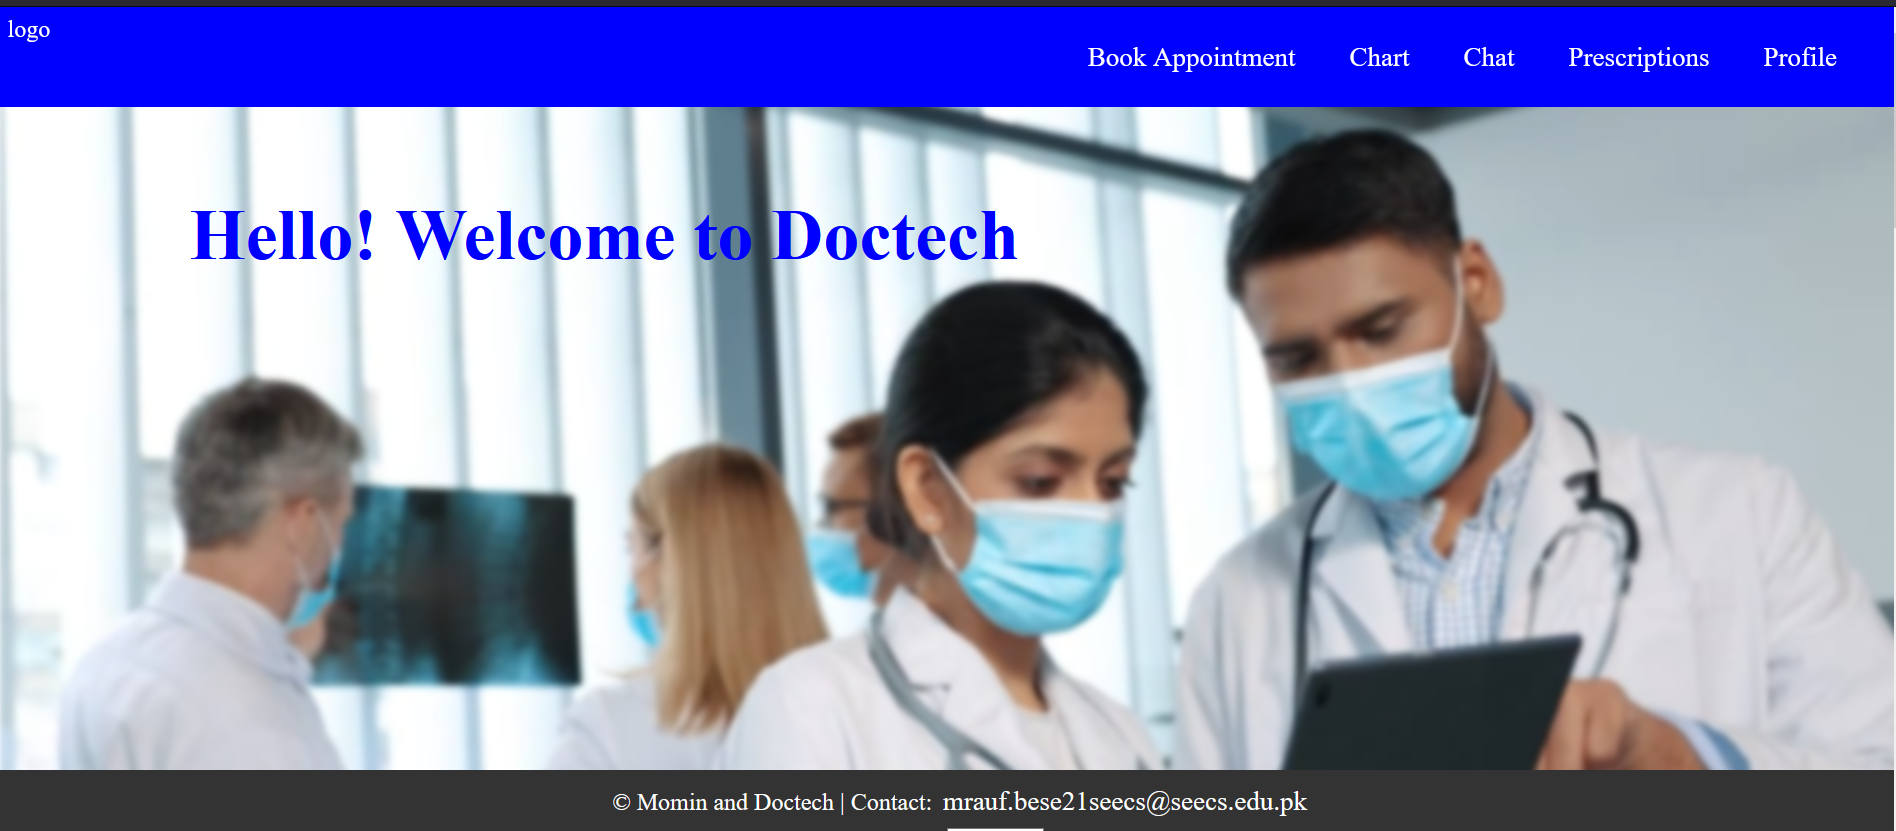 logo
Book Appointment Chart Chat Prescriptions Profile
Hello! Welcome to Doctech
© Momin and Doctech | Contact: mrauf.bese21seecs@seecs.edu.pk